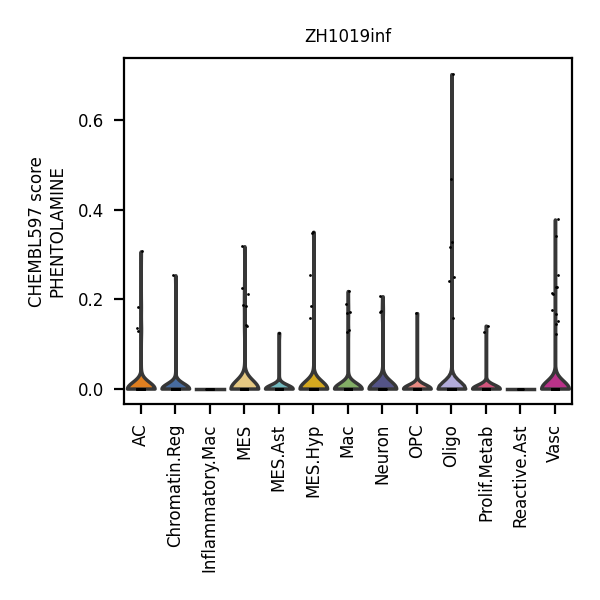 ZH1019inf
CHEMBL597 score
PHENTOLAMINE
0.6
0.4
0.2
0.0
AC
Chromatin.Reg
Inflammatory.Mac
MES
MES.Ast
MES.Hyp
Mac
Neuron
OPC
Oligo
Prolif.Metab
Reactive.Ast
Vasc